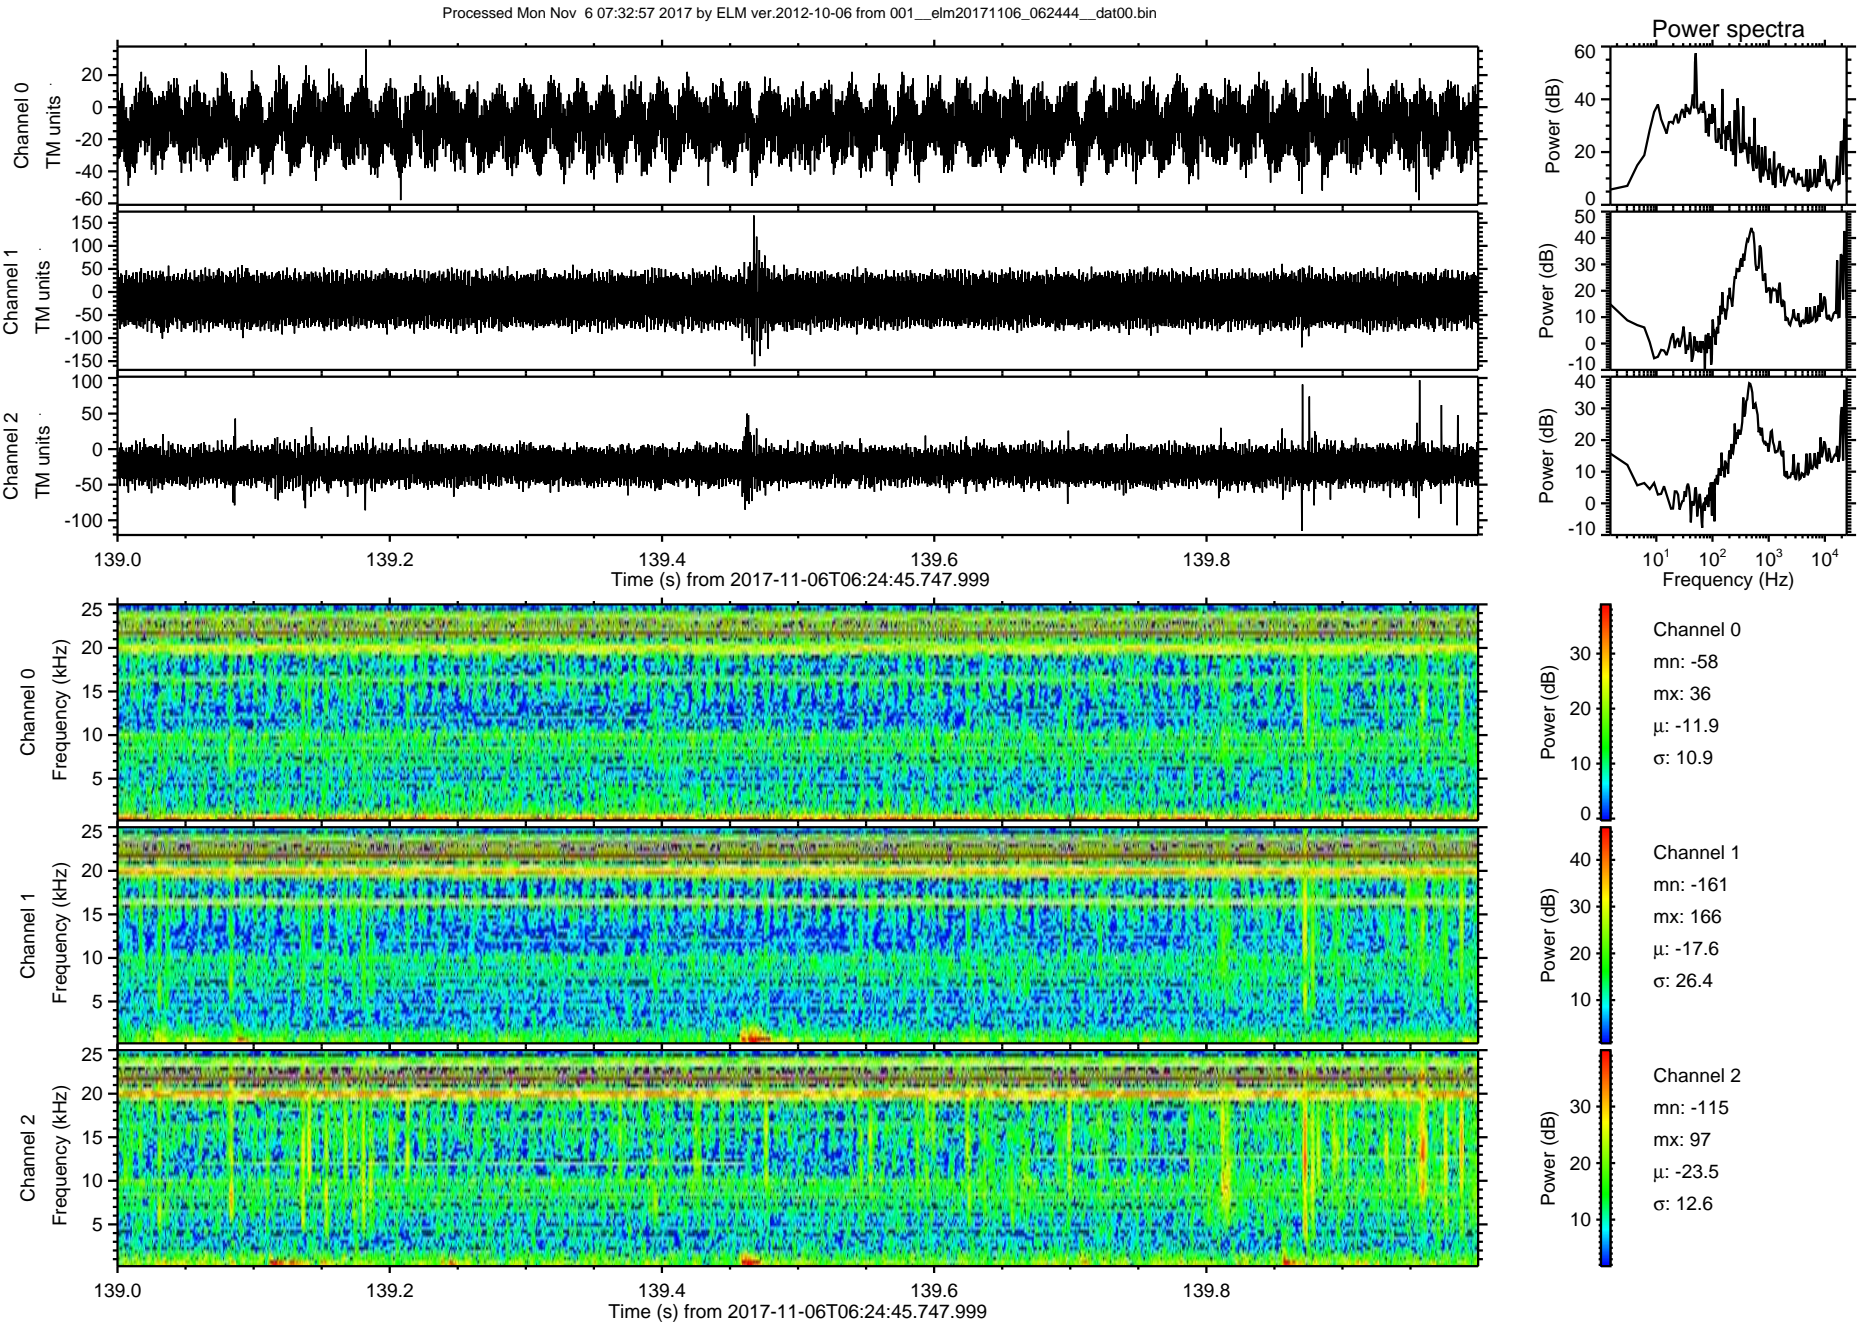 Processed Mon Nov  6 07:32:57 2017 by ELM ver.2012-10-06 from 001__elm20171106_062444__dat00.bin
Power spectra
Channel 0
TM units
20
0
-20
-40
-60
Power (dB)
60
40
20
0
Channel 1
TM units
150
100
50
0
-50
-100
-150
Power (dB)
50
40
30
20
10
0
-10
Channel 2
TM units
100
50
0
-50
-100
Power (dB)
40
30
20
10
0
-10
139.0 139.2 139.4 139.6 139.8
Time (s) from 2017-11-06T06:24:45.747.999
10¹ 10² 10³ 10⁴
Frequency (Hz)
Channel 0
Frequency (kHz)
25
20
15
10
5
Power (dB)
30
20
10
0
Channel 0
mn: -58
mx: 36
μ: -11.9
σ: 10.9
Channel 1
Frequency (kHz)
25
20
15
10
5
Power (dB)
40
30
20
10
Channel 1
mn: -161
mx: 166
μ: -17.6
σ: 26.4
Channel 2
Frequency (kHz)
25
20
15
10
5
Power (dB)
30
20
10
Channel 2
mn: -115
mx: 97
μ: -23.5
σ: 12.6
139.0 139.2 139.4 139.6 139.8
Time (s) from 2017-11-06T06:24:45.747.999